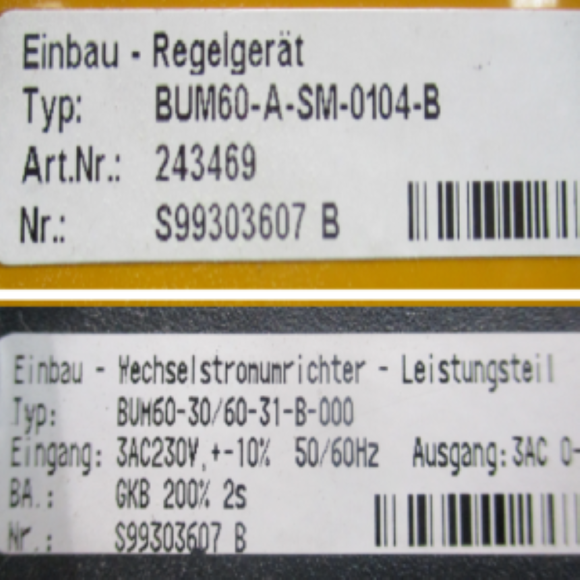 Einbau - Regelgerät
Typ: BUM60-A-SM-0104-B
Art.Nr.: 243469
Nr.: S99303607 B
Einbau - Wechselstromumrichter - Leistungsteil
Typ: BUM60-30/60-31-B-000
Eingang: 3AC230V,+-10% 50/60Hz Ausgang:3AC 0-
BA.: GKB 200% 2s
Nr.: S99303607 B